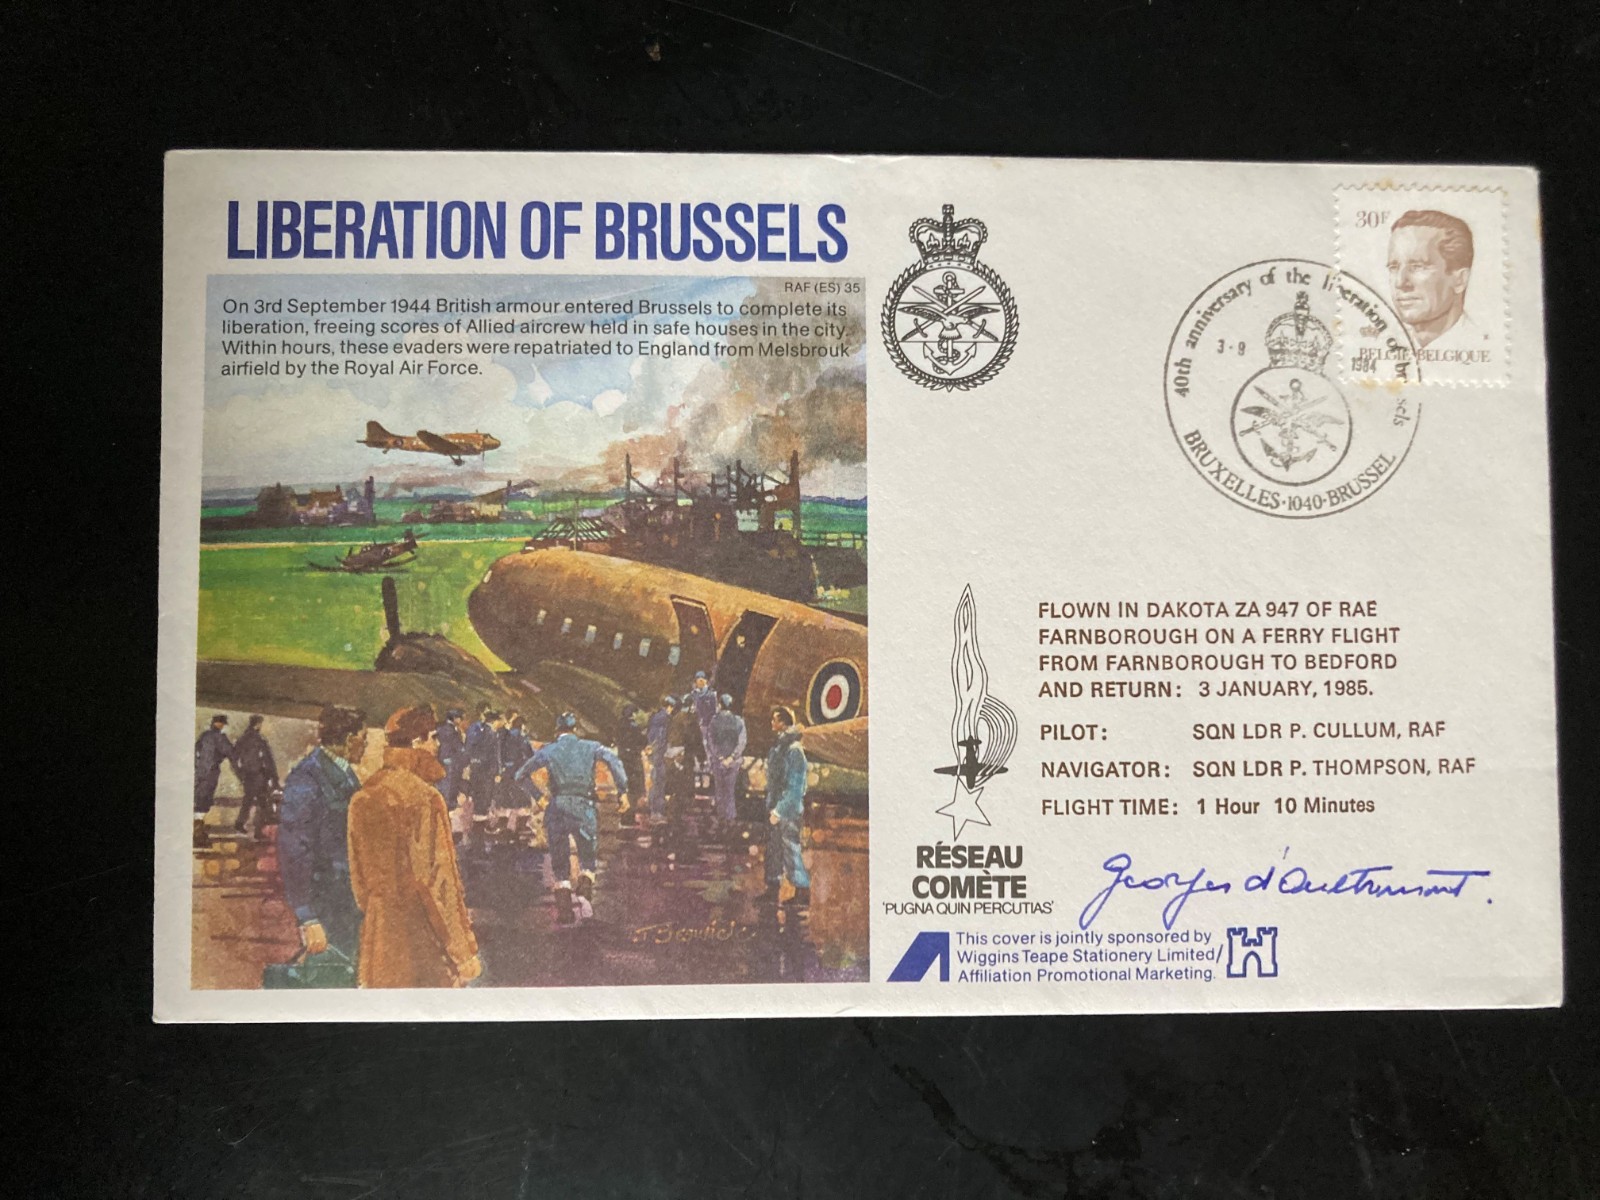 LIBERATION OF BRUSSELS
RAF (ES) 35
On 3rd September 1944 British armour entered Brussels to complete its
liberation, freeing scores of Allied aircrew held in safe houses in the city.
Within hours, these evaders were repatriated to England from Melsbrouk
airfield by the Royal Air Force.
30F
BELGIE-BELGIQUE
40th anniversary of the liberation of brussels
3-9
1984
BRUXELLES·1040·BRUSSEL
FLOWN IN DAKOTA ZA 947 OF RAE
FARNBOROUGH ON A FERRY FLIGHT
FROM FARNBOROUGH TO BEDFORD
AND RETURN: 3 JANUARY, 1985.
PILOT: SQN LDR P. CULLUM, RAF
NAVIGATOR: SQN LDR P. THOMPSON, RAF
FLIGHT TIME: 1 Hour 10 Minutes
RÉSEAU
COMÈTE
'PUGNA QUIN PERCUTIAS'
Georges d'Oultremont.
This cover is jointly sponsored by
Wiggins Teape Stationery Limited/
Affiliation Promotional Marketing.